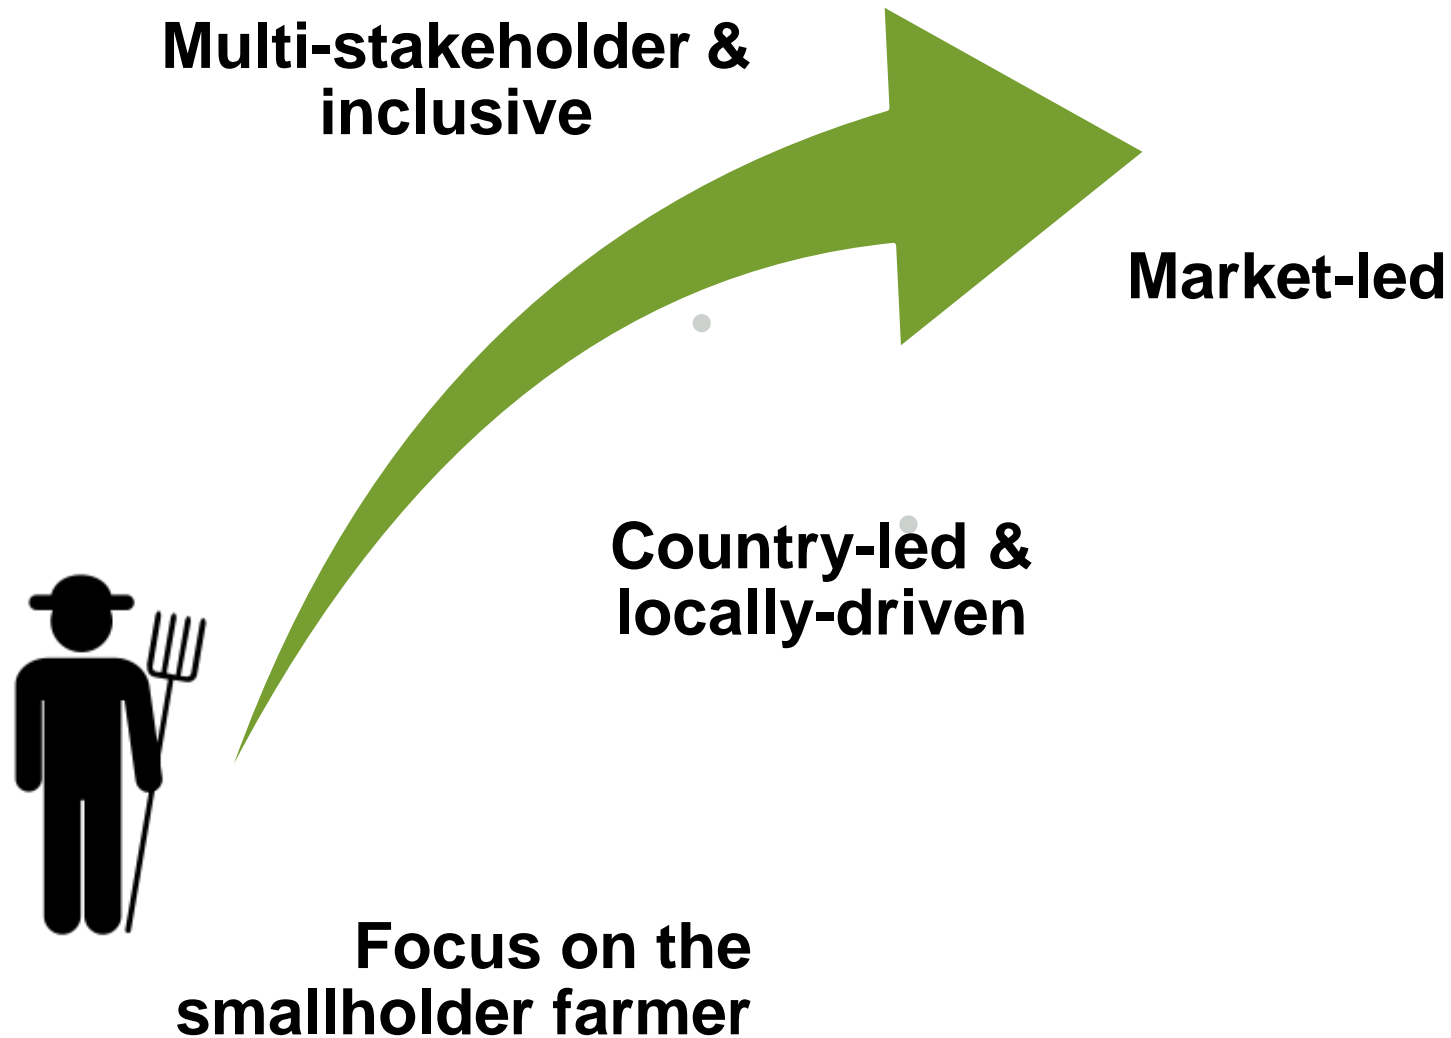 Multi-stakeholder &
inclusive
Market-led
Country-led &
locally-driven
Focus on the
smallholder farmer